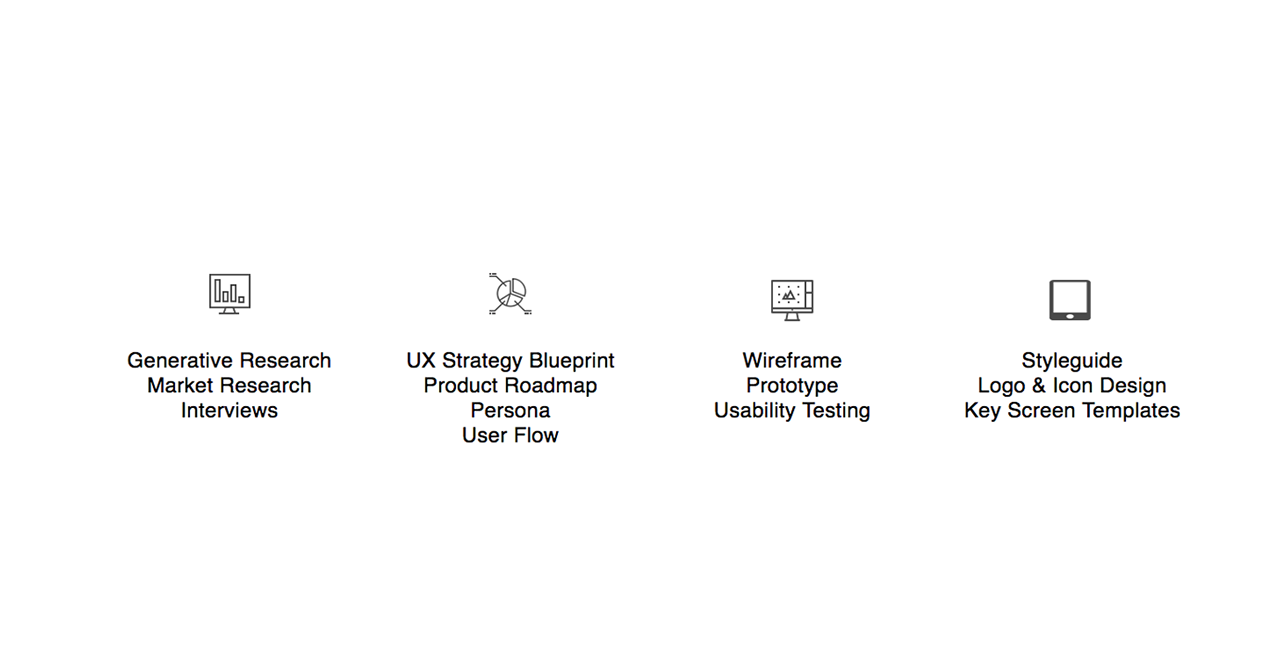 Generative Research
Market Research
Interviews
UX Strategy Blueprint
Product Roadmap
Persona
User Flow
Wireframe
Prototype
Usability Testing
Styleguide
Logo & Icon Design
Key Screen Templates